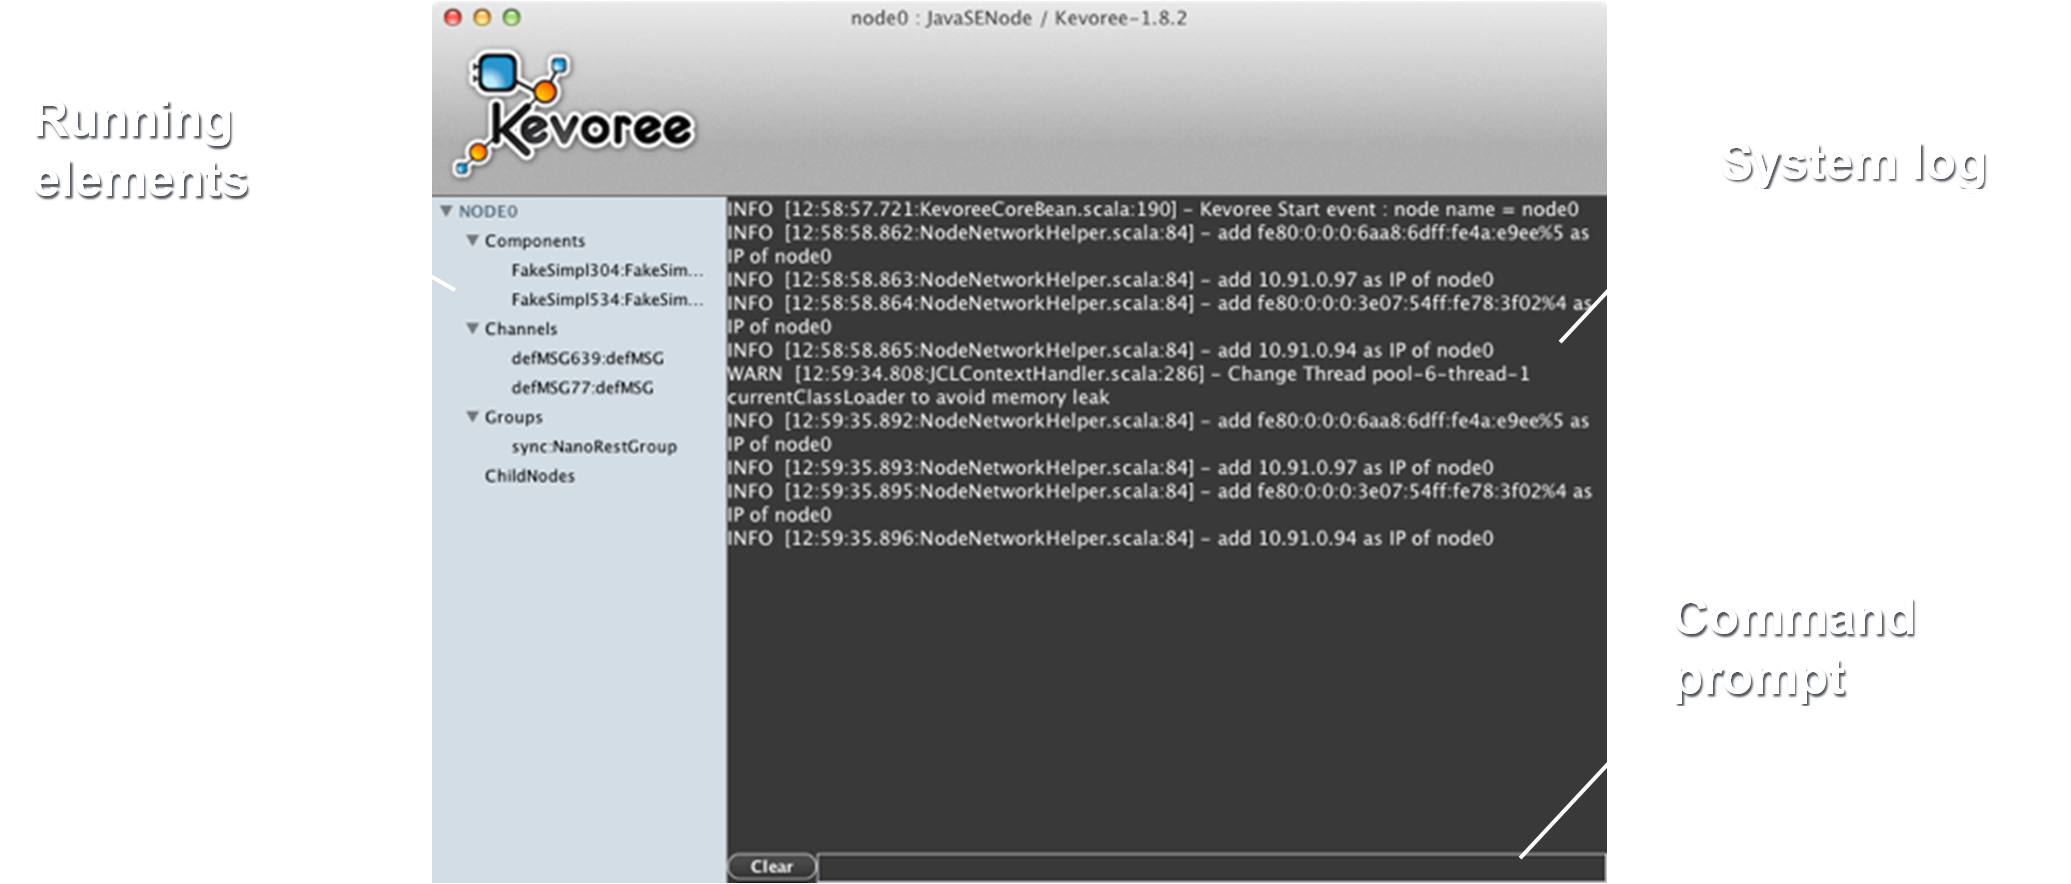 node0 : JavaSENode / Kevoree-1.8.2
Kevoree
Running
elements
System log
NODE0
Components
FakeSimpl304:FakeSim...
FakeSimpl534:FakeSim...
Channels
defMSG639:defMSG
defMSG77:defMSG
Groups
sync:NanoRestGroup
ChildNodes
INFO [12:58:57.721:KevoreeCoreBean.scala:190] – Kevoree Start event : node name = node0
INFO [12:58:58.862:NodeNetworkHelper.scala:84] – add fe80:0:0:0:6aa8:6dff:fe4a:e9ee%5 as
IP of node0
INFO [12:58:58.863:NodeNetworkHelper.scala:84] – add 10.91.0.97 as IP of node0
INFO [12:58:58.864:NodeNetworkHelper.scala:84] – add fe80:0:0:0:3e07:54ff:fe78:3f02%4 as
IP of node0
INFO [12:58:58.865:NodeNetworkHelper.scala:84] – add 10.91.0.94 as IP of node0
WARN [12:59:34.808:JCLContextHandler.scala:286] – Change Thread pool-6-thread-1
currentClassLoader to avoid memory leak
INFO [12:59:35.892:NodeNetworkHelper.scala:84] – add fe80:0:0:0:6aa8:6dff:fe4a:e9ee%5 as
IP of node0
INFO [12:59:35.893:NodeNetworkHelper.scala:84] – add 10.91.0.97 as IP of node0
INFO [12:59:35.895:NodeNetworkHelper.scala:84] – add fe80:0:0:0:3e07:54ff:fe78:3f02%4 as
IP of node0
INFO [12:59:35.896:NodeNetworkHelper.scala:84] – add 10.91.0.94 as IP of node0
Command
prompt
Clear